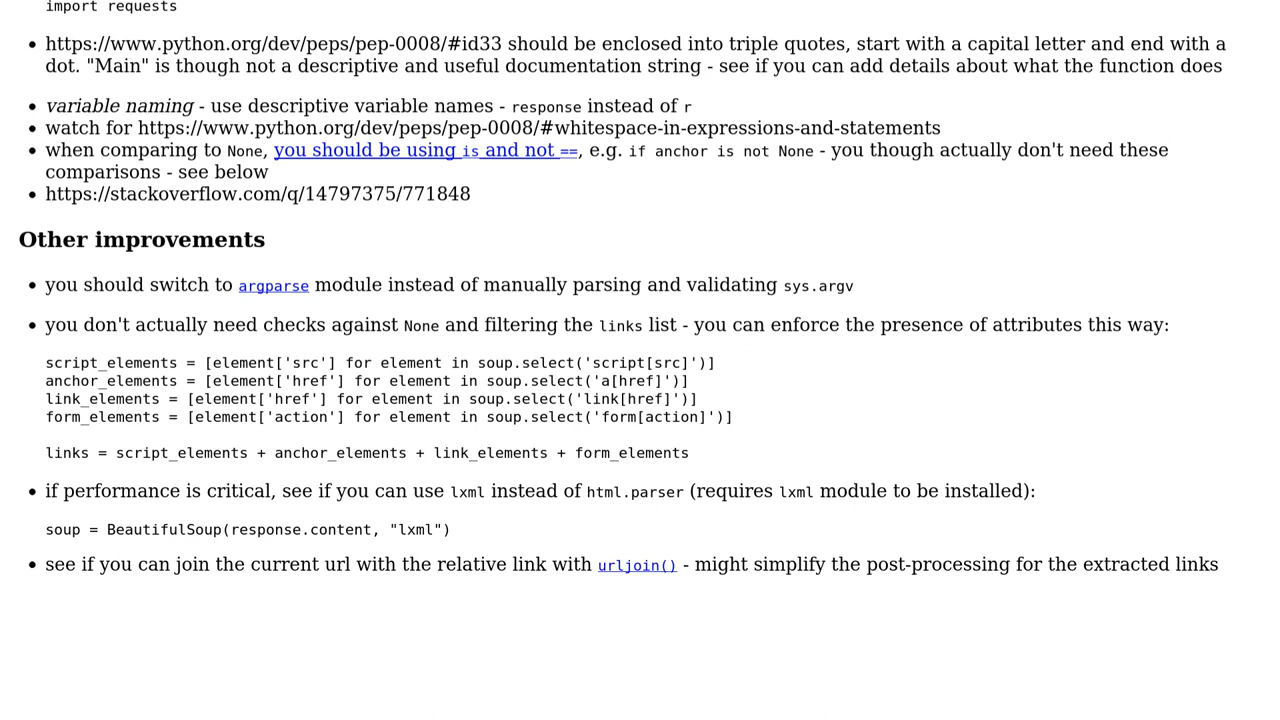 import requests
https://www.python.org/dev/peps/pep-0008/#id33 should be enclosed into triple quotes, start with a capital letter and end with a
dot. "Main" is though not a descriptive and useful documentation string - see if you can add details about what the function does
variable naming - use descriptive variable names - response instead of r
watch for https://www.python.org/dev/peps/pep-0008/#whitespace-in-expressions-and-statements
when comparing to None, you should be using is and not ==, e.g. if anchor is not None - you though actually don't need these
comparisons - see below
https://stackoverflow.com/q/14797375/771848
Other improvements
you should switch to argparse module instead of manually parsing and validating sys.argv
you don't actually need checks against None and filtering the links list - you can enforce the presence of attributes this way:
script_elements = [element['src'] for element in soup.select('script[src]')]
anchor_elements = [element['href'] for element in soup.select('a[href]')]
link_elements = [element['href'] for element in soup.select('link[href]')]
form_elements = [element['action'] for element in soup.select('form[action]')]
links = script_elements + anchor_elements + link_elements + form_elements
if performance is critical, see if you can use lxml instead of html.parser (requires lxml module to be installed):
soup = BeautifulSoup(response.content, "lxml")
see if you can join the current url with the relative link with urljoin() - might simplify the post-processing for the extracted links